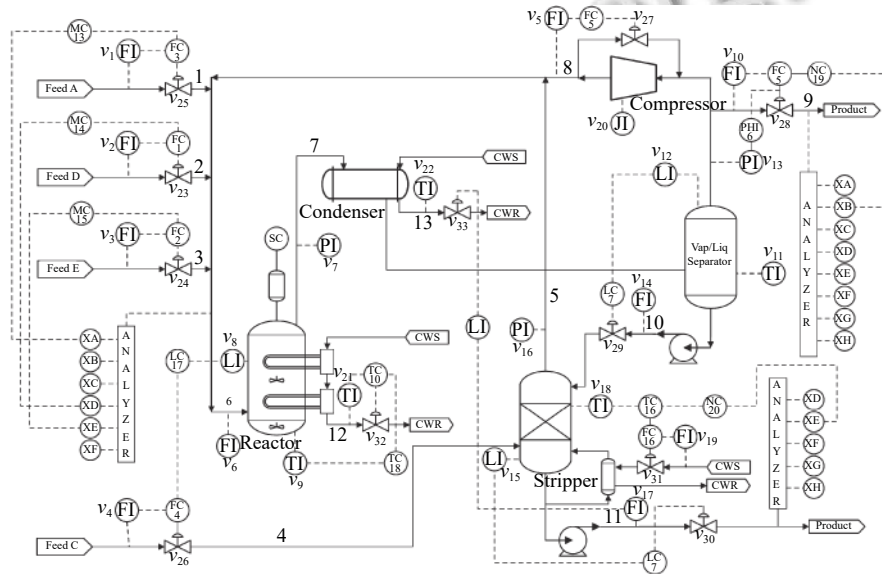 MC 13
v1 FI FC 3
1
Feed A
v25
MC 14
v2 FI FC 1
2
Feed D
v23
MC 15
v3 FI FC 2
3
Feed E
v24
v5 FI FC 5 v27
8
Compressor
v20 JI
v10
FI FC 5 NC 19
9
Product
v28
PHI 6
PI v13
7
CWS
v22
TI
Condenser
13
v33
CWR
v12
LI
Vap/Liq
Separator
v11
TI
ANALYZER
XA
XB
XC
XD
XE
XF
XG
XH
SC
PI
v7
5
LC 7
v14
FI
10
v29
LI
PI
v16
ANALYZER
XA
XB
XC
XD
XE
XF
LC 17
v8
LI
CWS
v21
TI
TC 10
12
v32
CWR
6
FI
v6
Reactor
TI
v9
TC 18
v18
TI
TC 16
NC 20
FC 16
FI v19
CWS
v31
CWR
LI
v15
Stripper
v17
FI
11
v30
LC 7
ANALYZER
XD
XE
XF
XG
XH
Product
v4 FI FC 4
4
Feed C
v26